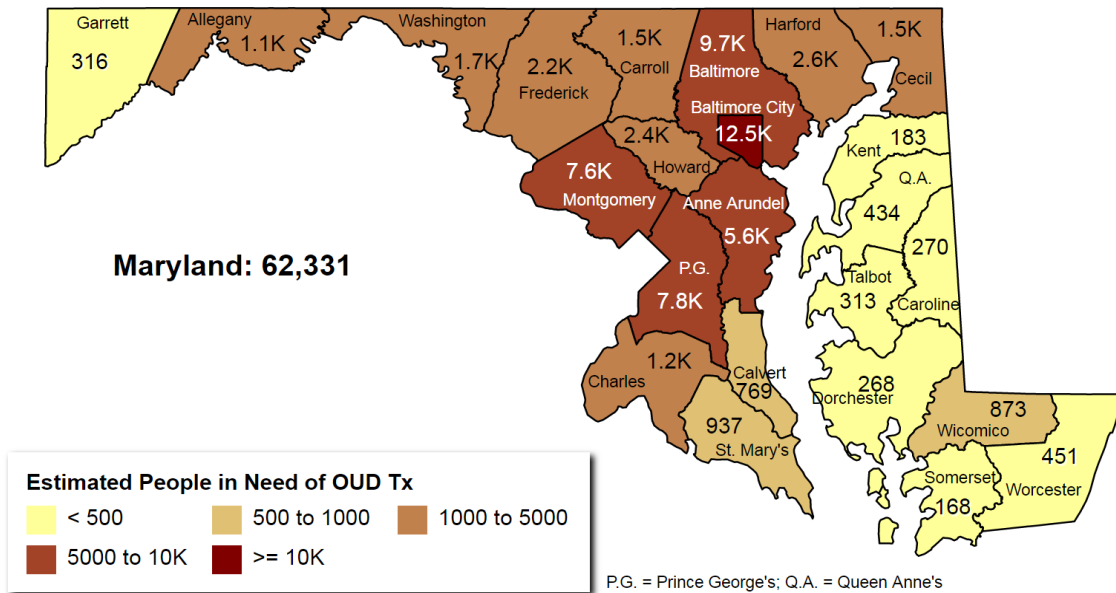 Garrett
316
Allegany
1.1K
Washington
1.7K
2.2K
Frederick
1.5K
Carroll
9.7K
Baltimore
Harford
2.6K
1.5K
Cecil
Baltimore City
12.5K
2.4K
Howard
7.6K
Montgomery
Anne Arundel
5.6K
P.G.
7.8K
Kent
183
Q.A.
434
270
Caroline
Talbot
313
Maryland: 62,331
1.2K
Charles
Calvert
769
937
St. Mary's
268
Dorchester
873
Wicomico
Somerset
168
451
Worcester
Estimated People in Need of OUD Tx
< 500
500 to 1000
1000 to 5000
5000 to 10K
>= 10K
P.G. = Prince George's; Q.A. = Queen Anne's